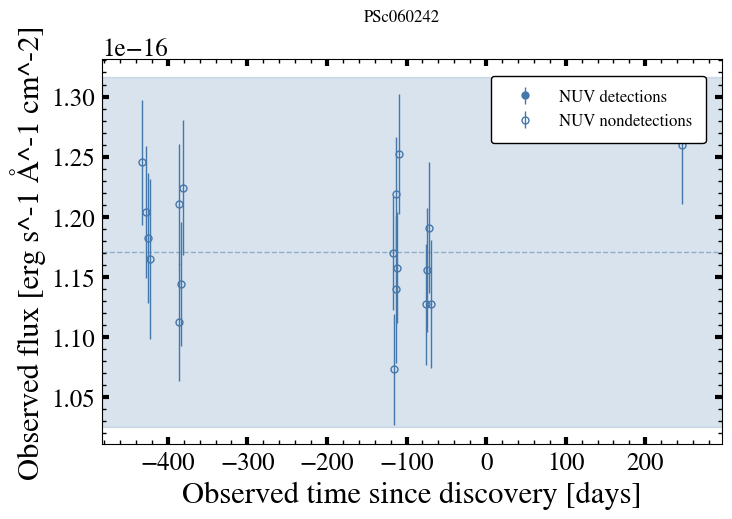 PSc060242
1e−16
NUV detections
NUV nondetections
1.30
1.25
1.20
1.15
1.10
1.05
Observed flux [erg s^-1 Å^-1 cm^-2]
−400 −300 −200 −100 0 100 200
Observed time since discovery [days]